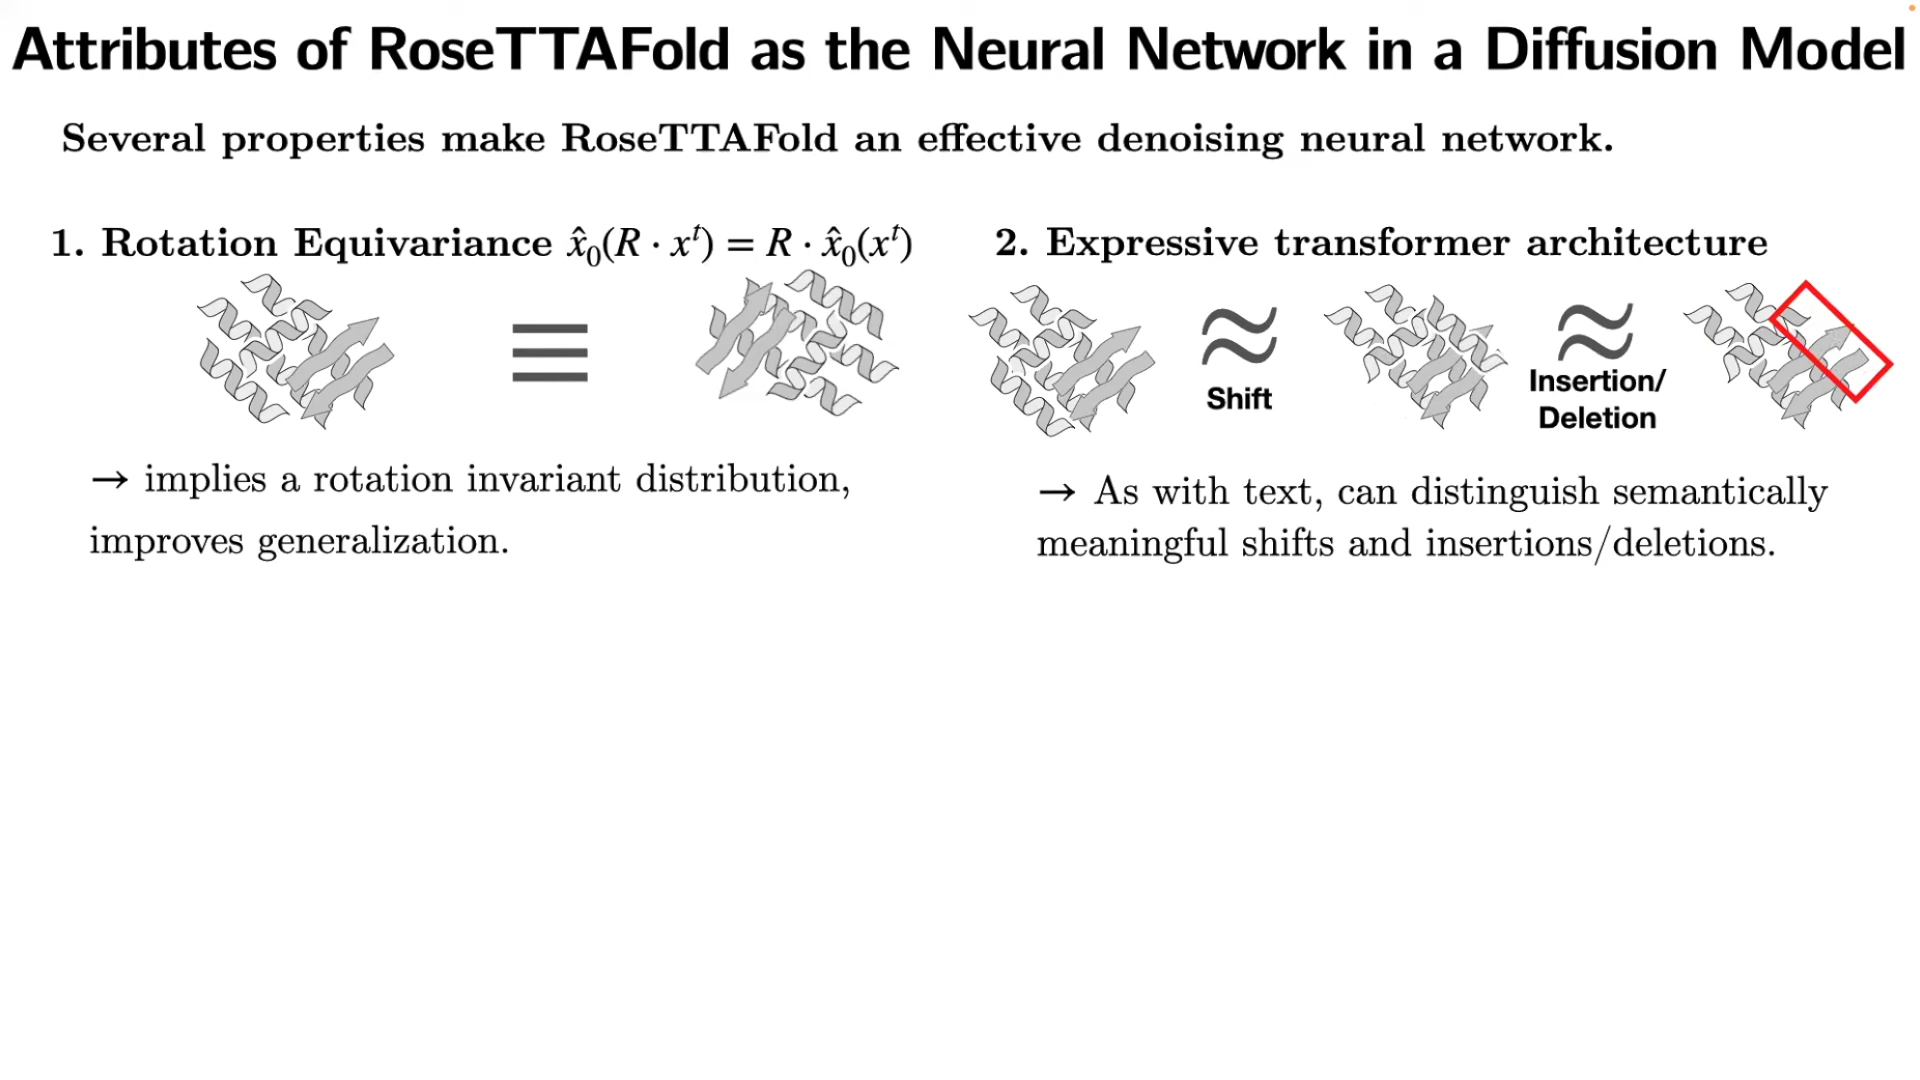 Attributes of RoseTTAFold as the Neural Network in a Diffusion Model
Several properties make RoseTTAFold an effective denoising neural network.
1. Rotation Equivariance x̂₀(R · xᵗ) = R · x̂₀(xᵗ)
≡
→ implies a rotation invariant distribution,
improves generalization.
2. Expressive transformer architecture
≈
Shift
≈
Insertion/
Deletion
→ As with text, can distinguish semantically
meaningful shifts and insertions/deletions.